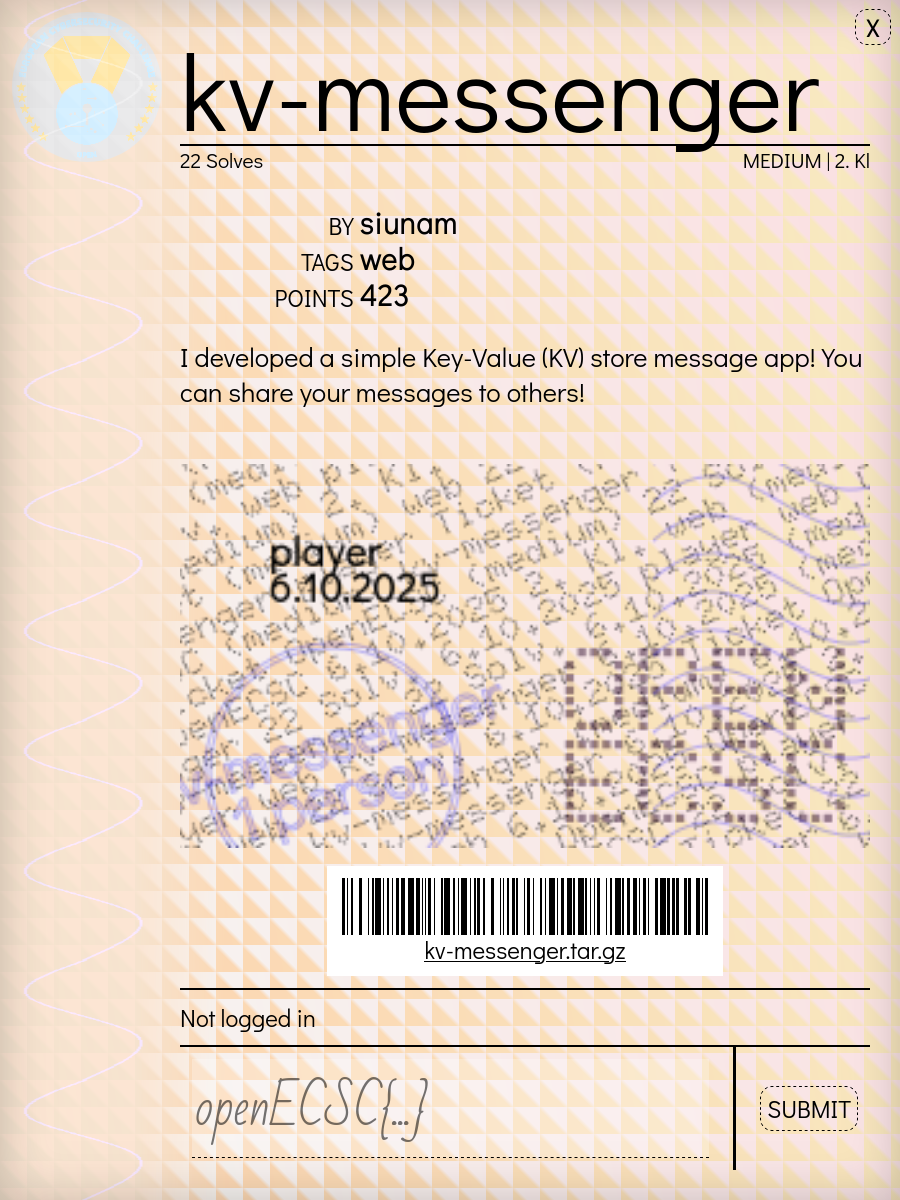 X
kv-messenger
22 Solves
MEDIUM | 2. Kl
BY siunam
TAGS web
POINTS 423
I developed a simple Key-Value (KV) store message app! You
can share your messages to others!
player
6.10.2025
kv-messenger
1 person
kv-messenger.tar.gz
Not logged in
openECSC{...}
SUBMIT